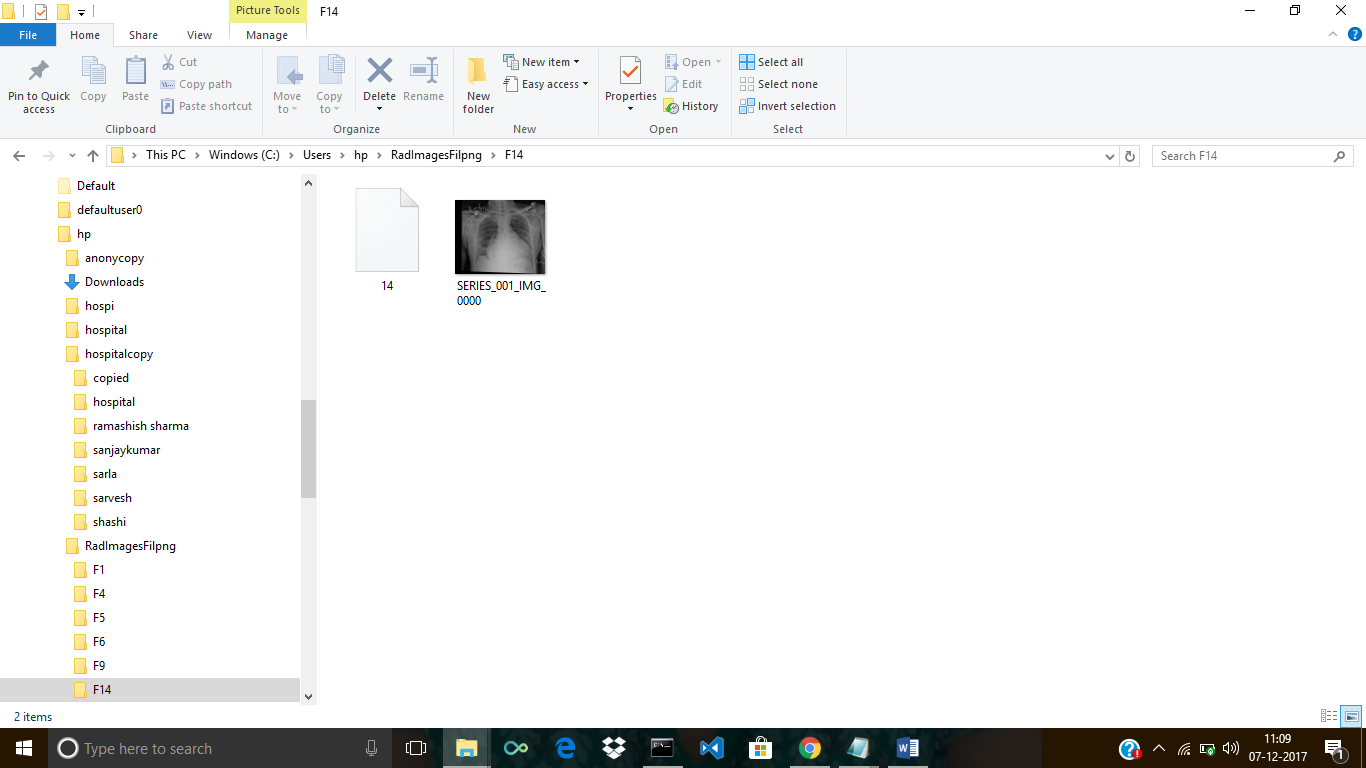 Picture Tools
F14
File
Home
Share
View
Manage
Pin to Quick access
Copy
Paste
Cut
Copy path
Paste shortcut
Clipboard
Move to
Copy to
Delete
Rename
Organize
New folder
New item
Easy access
New
Properties
Open
Edit
History
Open
Select all
Select none
Invert selection
Select
This PC > Windows (C:) > Users > hp > RadImagesFilpng > F14
Search F14
Default
defaultuser0
hp
anonycopy
Downloads
hospi
hospital
hospitalcopy
copied
hospital
ramashish sharma
sanjaykumar
sarla
sarvesh
shashi
RadImagesFilpng
F1
F4
F5
F6
F9
F14
14
SERIES_001_IMG_
0000
2 items
Type here to search
11:09
07-12-2017
1